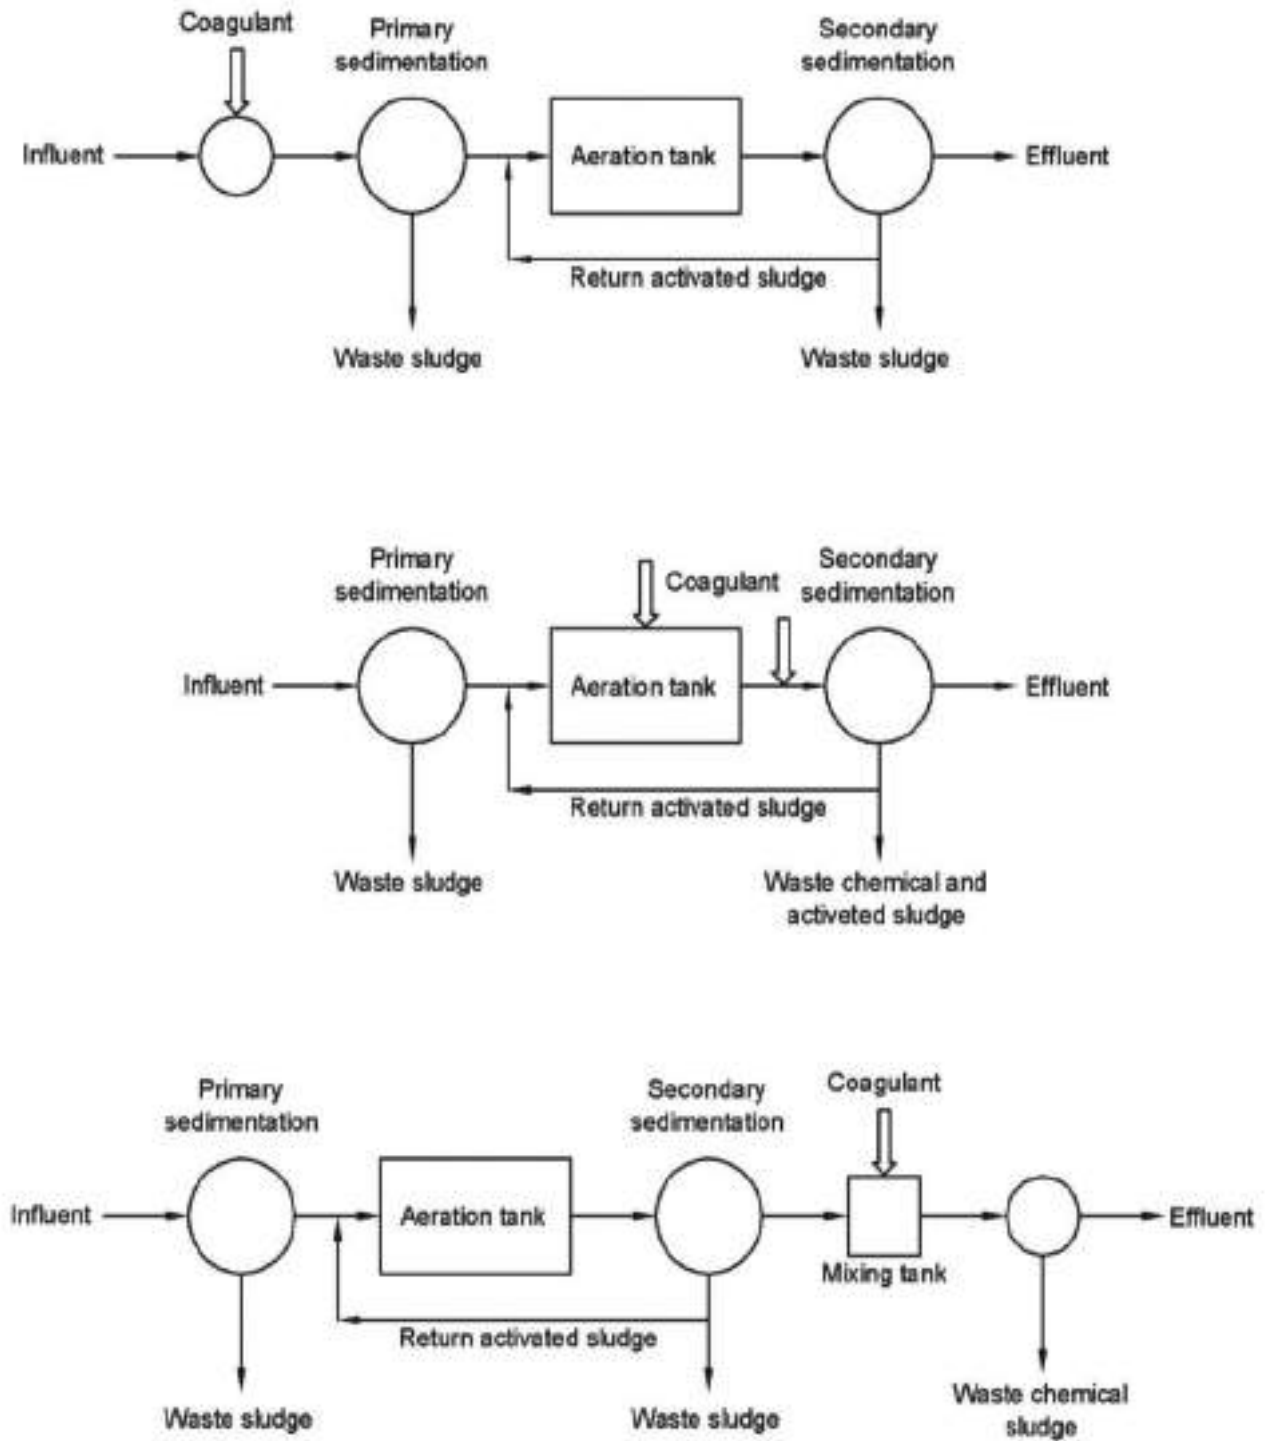 Coagulant
Primary
sedimentation
Secondary
sedimentation
Influent
Aeration tank
Effluent
Return activated sludge
Waste sludge
Waste sludge
Primary
sedimentation
Coagulant
Secondary
sedimentation
Influent
Aeration tank
Effluent
Return activated sludge
Waste sludge
Waste chemical and
activeted sludge
Primary
sedimentation
Secondary
sedimentation
Coagulant
Influent
Aeration tank
Effluent
Mixing tank
Return activated sludge
Waste sludge
Waste sludge
Waste chemical
sludge